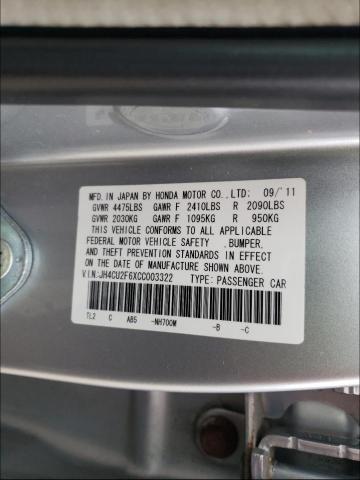 MFD. IN JAPAN BY HONDA MOTOR CO.,LTD: 09/'11
GVWR 4475LBS GAWR F 2410LBS R 2090LBS
GVWR 2030KG GAWR F 1095KG R 950KG
THIS VEHICLE CONFORMS TO ALL APPLICABLE
FEDERAL MOTOR VEHICLE SAFETY ,BUMPER,
AND THEFT PREVENTION STANDARDS IN EFFECT
ON THE DATE OF MANUFACTURE SHOWN ABOVE.
V.I.N:JH4CU2F6XCC003322 TYPE: PASSENGER CAR
TL2 C AB5 -NH700M -B -C